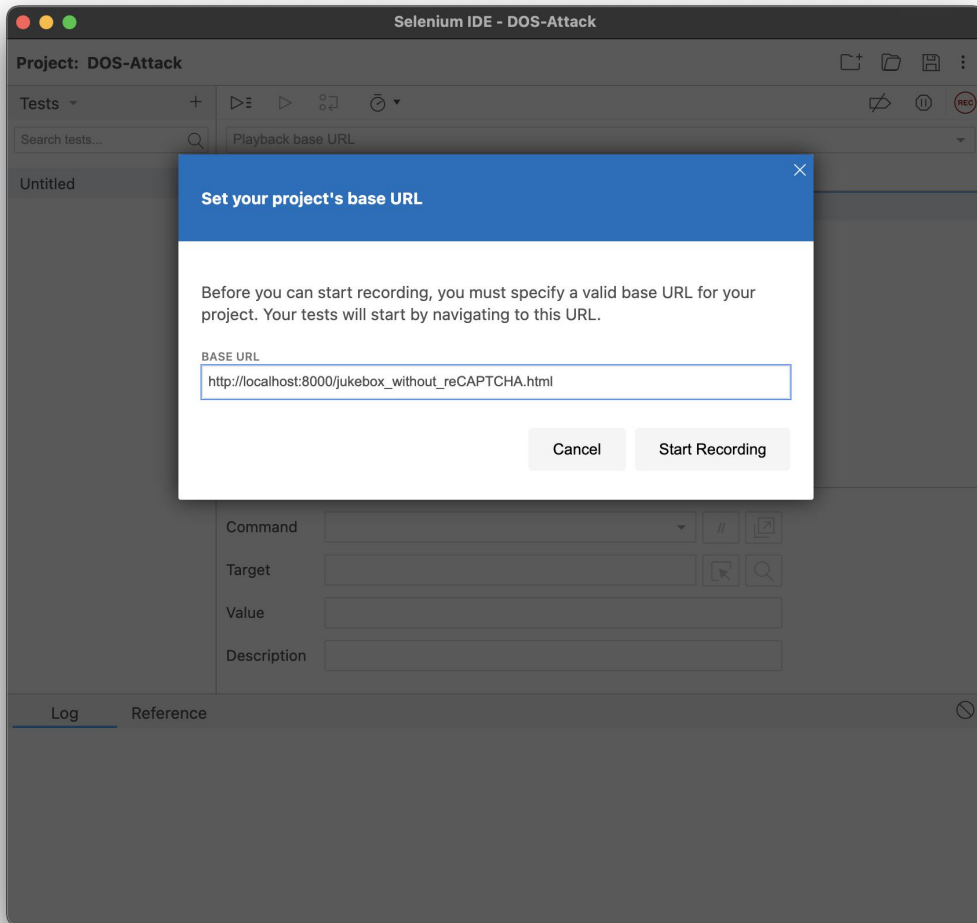 Selenium IDE - DOS-Attack
Project: DOS-Attack
Tests
REC
Search tests...
Playback base URL
Untitled
Set your project's base URL
Before you can start recording, you must specify a valid base URL for your
project. Your tests will start by navigating to this URL.
BASE URL
http://localhost:8000/jukebox_without_reCAPTCHA.html
Cancel
Start Recording
Command
//
Target
Value
Description
Log
Reference